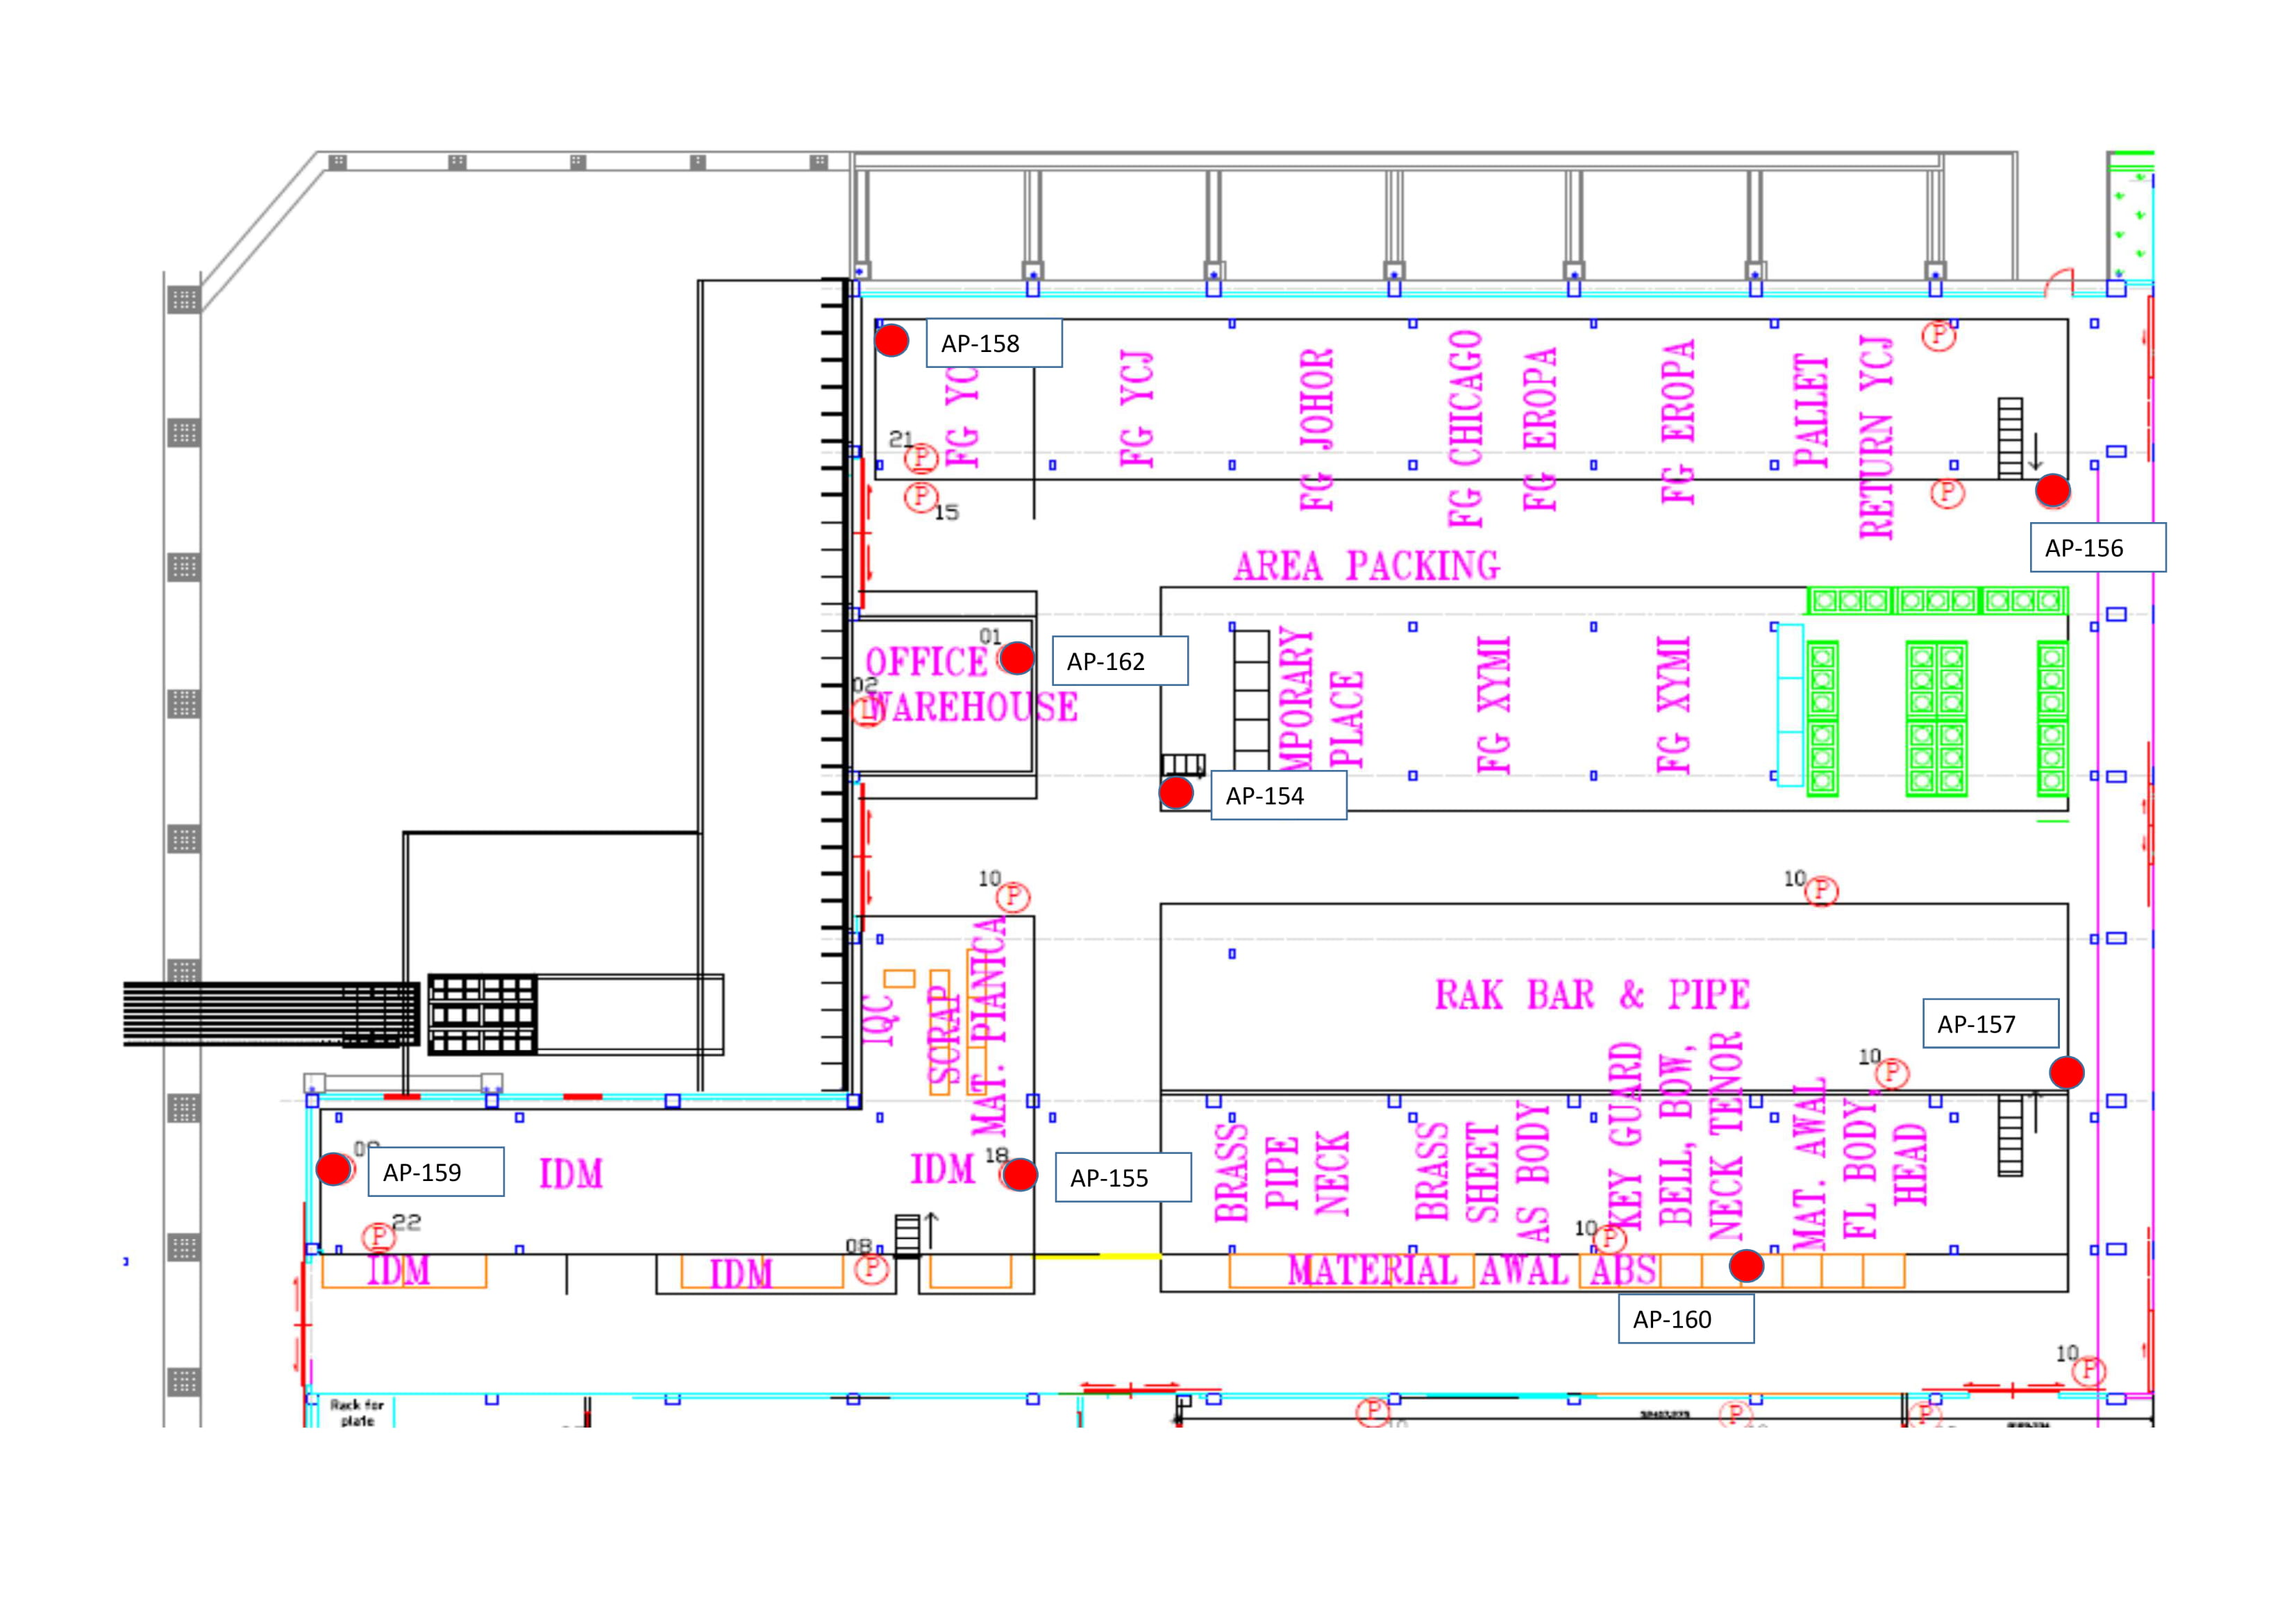 AP-158
FG YCJ
FG JOHOR
FG CHICAGO
FG EROPA
FG EROPA
PALLET
RETURN YCJ
P
21
P
P
15
P
AP-156
AREA PACKING
01
OFFICE
AP-162
02
WAREHOUSE
MPORARY
PLACE
FG XYMI
FG XYMI
AP-154
10
P
10
P
IQC
SCRAP
MAT. PIANICA
RAK BAR & PIPE
AP-157
10
P
AP-159
IDM
IDM
18
AP-155
BRASS
PIPE
NECK
BRASS
SHEET
AS BODY
KEY GUARD
BELL, BOW,
NECK TENOR
MAT. AWAL
FL BODY,
HEAD
22
P
08
P
10
P
IDM
IDM
MATERIAL AWAL ABS
AP-160
10
P
Rack for
plate
P
P
P